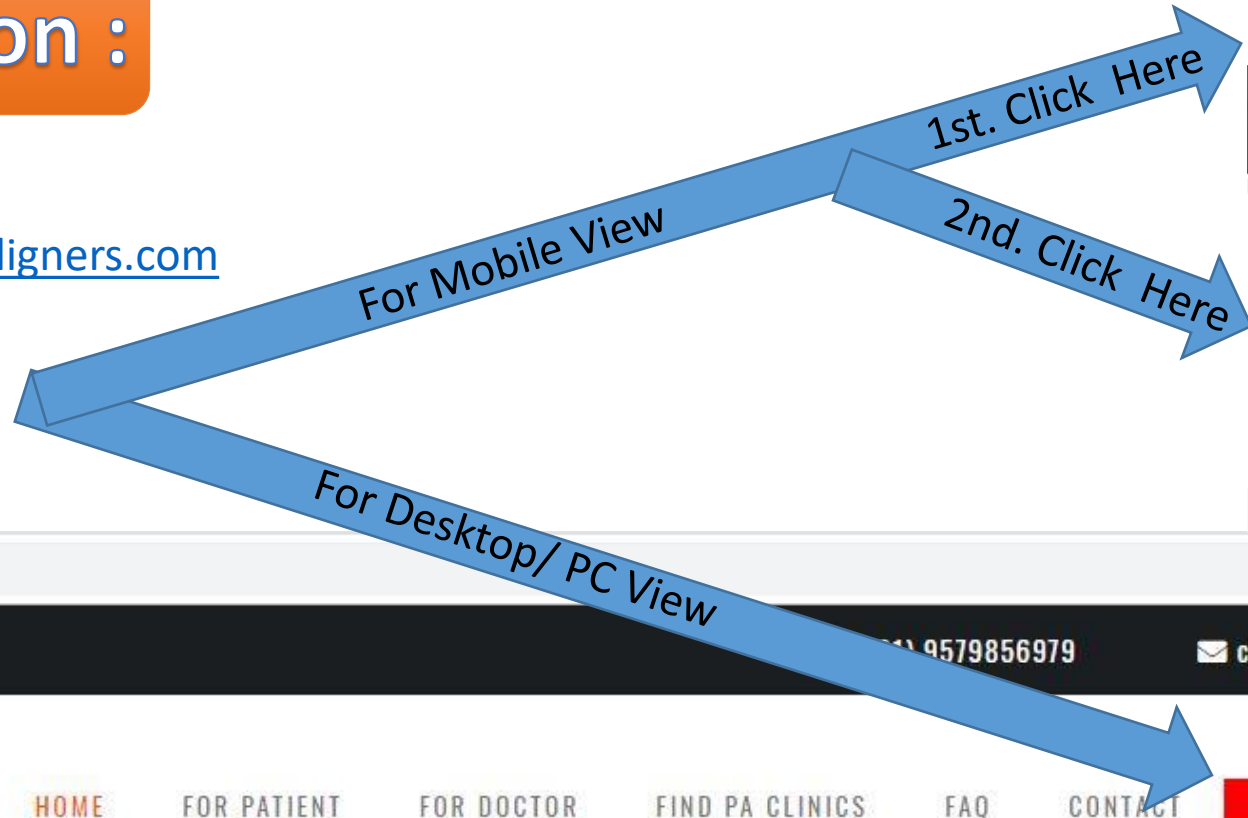 on :
1st. Click Here
ligners.com
For Mobile View
2nd. Click Here
For Desktop/ PC View
1) 9579856979
HOME FOR PATIENT FOR DOCTOR FIND PA CLINICS FAQ CONTACT